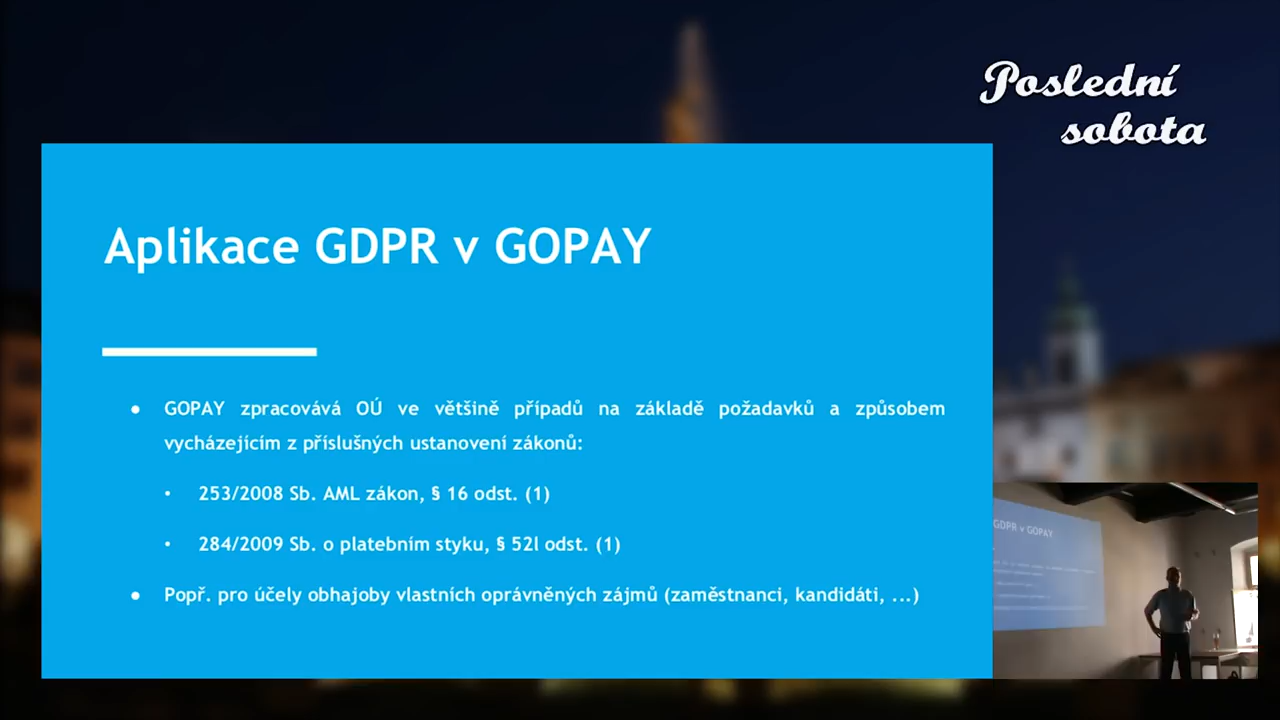 Poslední
sobota
Aplikace GDPR v GOPAY
● GOPAY zpracovává OÚ ve většině případů na základě požadavků a způsobem
vycházejícím z příslušných ustanovení zákonů:
• 253/2008 Sb. AML zákon, § 16 odst. (1)
• 284/2009 Sb. o platebním styku, § 52l odst. (1)
● Popř. pro účely obhajoby vlastních oprávněných zájmů (zaměstnanci, kandidáti, ...)
GDPR v GOPAY